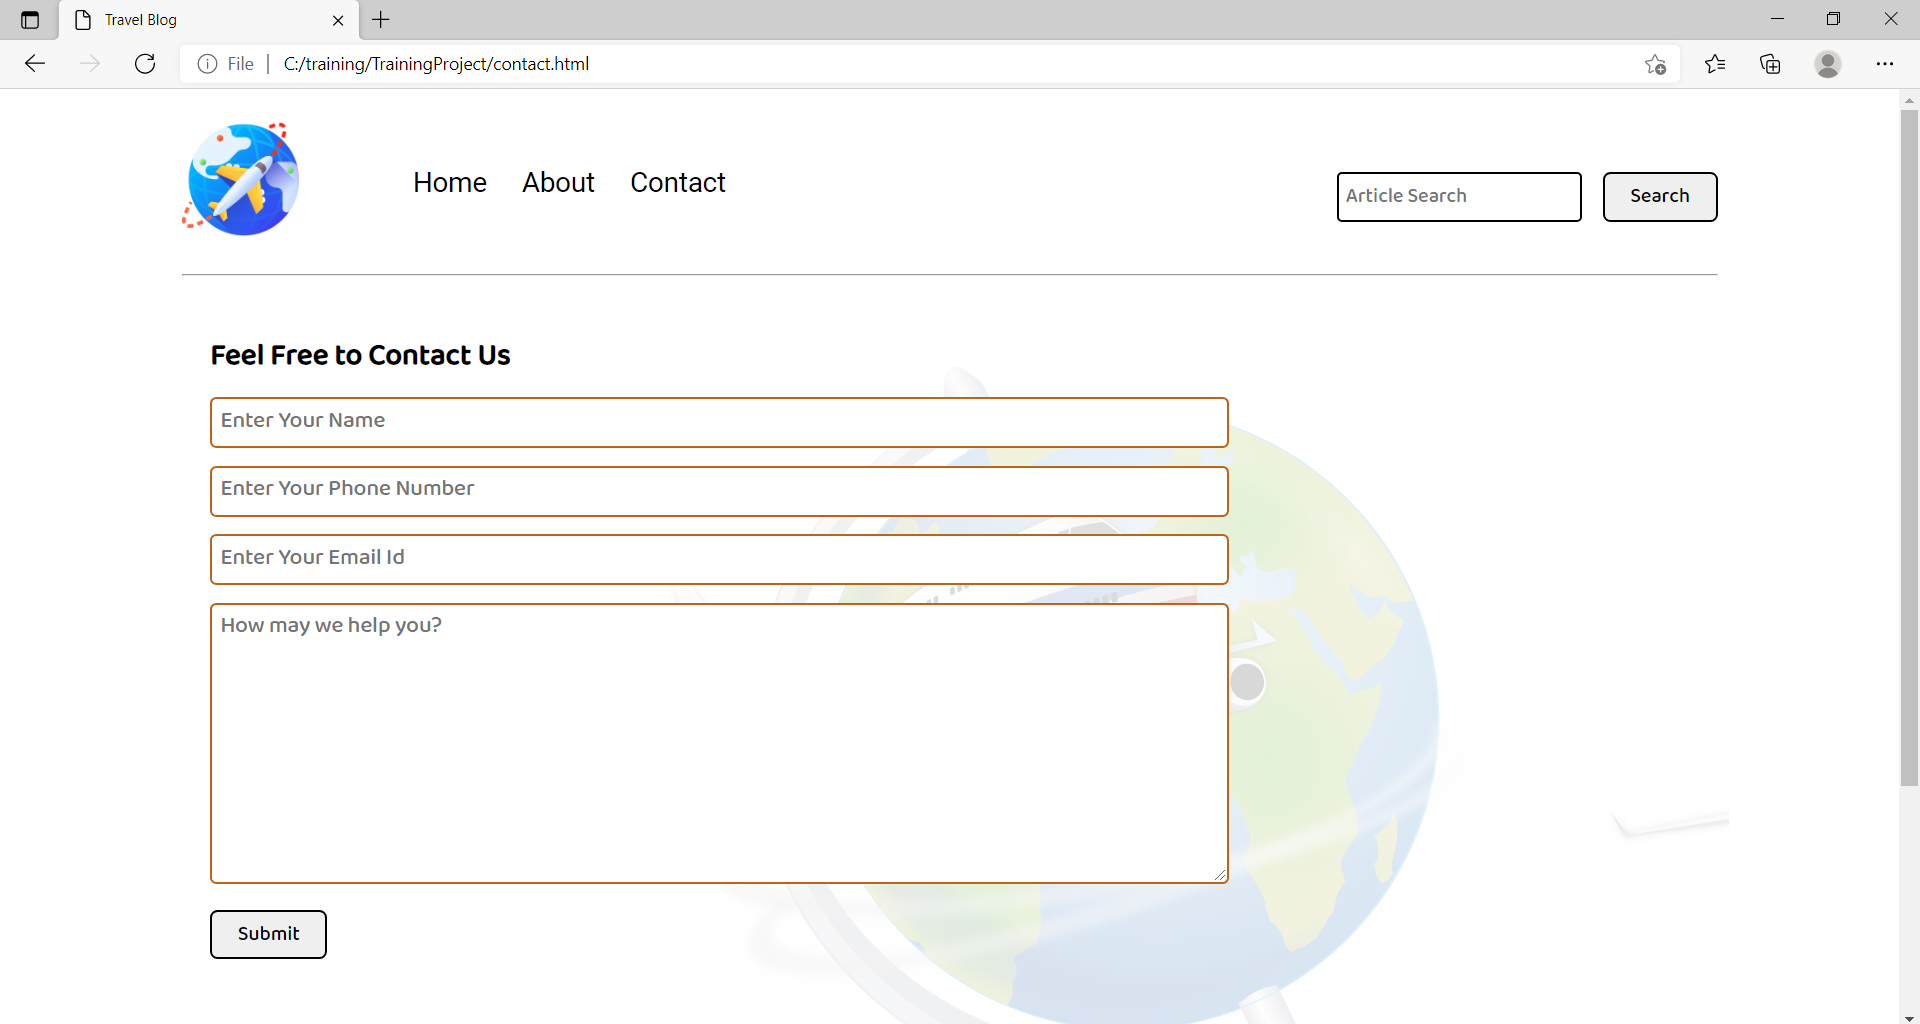 Travel Blog
File C:/training/TrainingProject/contact.html
Home About Contact
Article Search Search
Feel Free to Contact Us
Enter Your Name
Enter Your Phone Number
Enter Your Email Id
How may we help you?
Submit